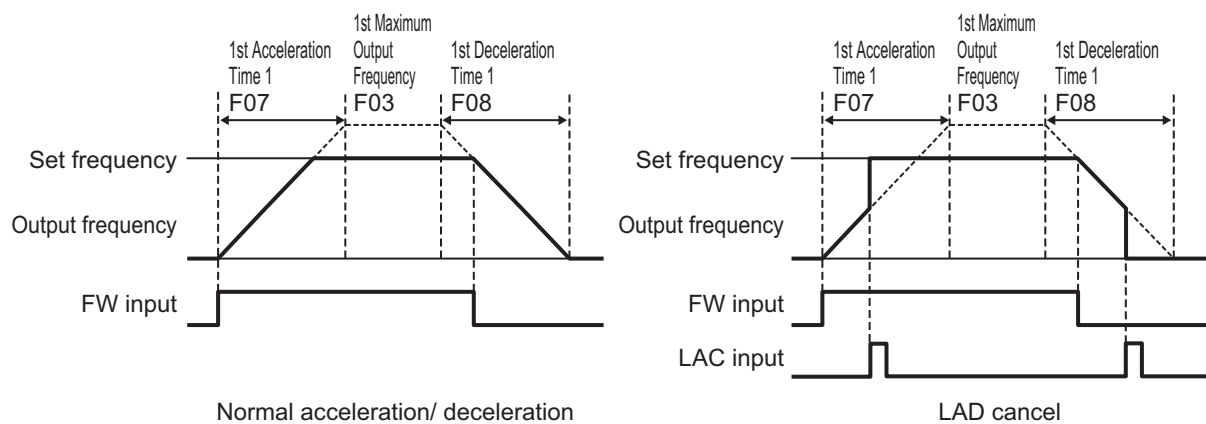 1st Acceleration
Time 1
F07
1st Maximum
Output
Frequency
F03
1st Deceleration
Time 1
F08
Set frequency
Output frequency
FW input
Normal acceleration/ deceleration
1st Acceleration
Time 1
F07
1st Maximum
Output
Frequency
F03
1st Deceleration
Time 1
F08
Set frequency
Output frequency
FW input
LAC input
LAD cancel